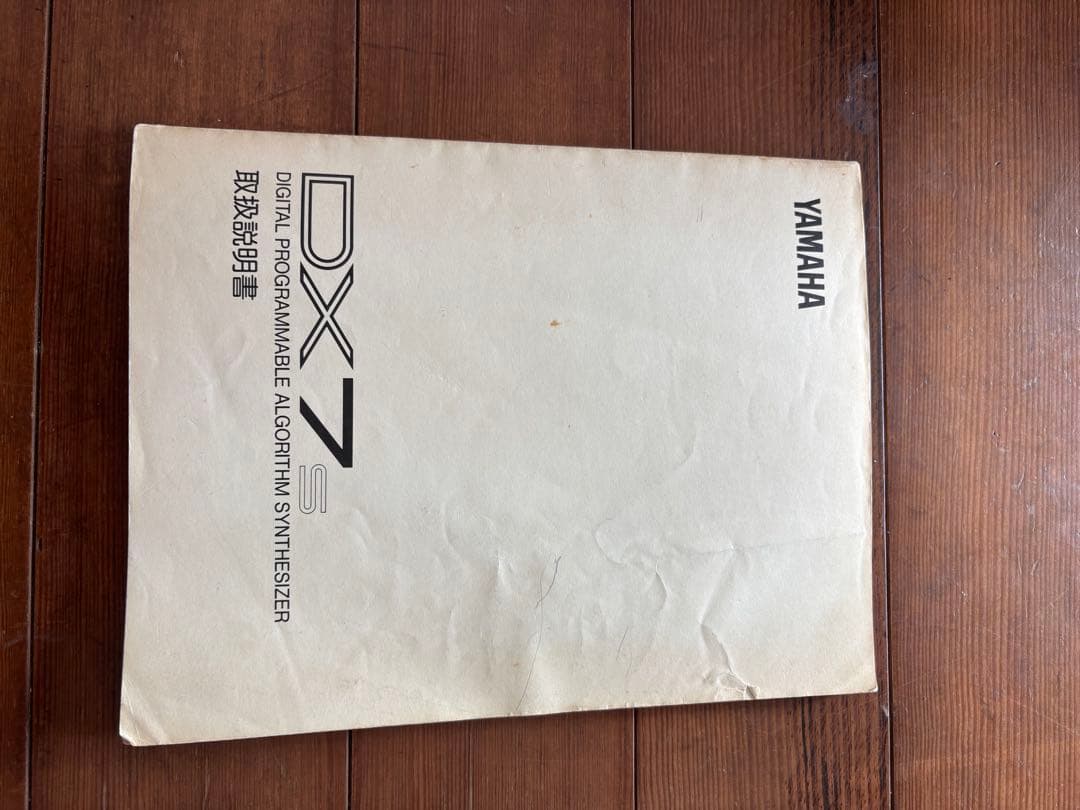 YAMAHA
DX7s
DIGITAL PROGRAMMABLE ALGORITHM SYNTHESIZER
取扱説明書